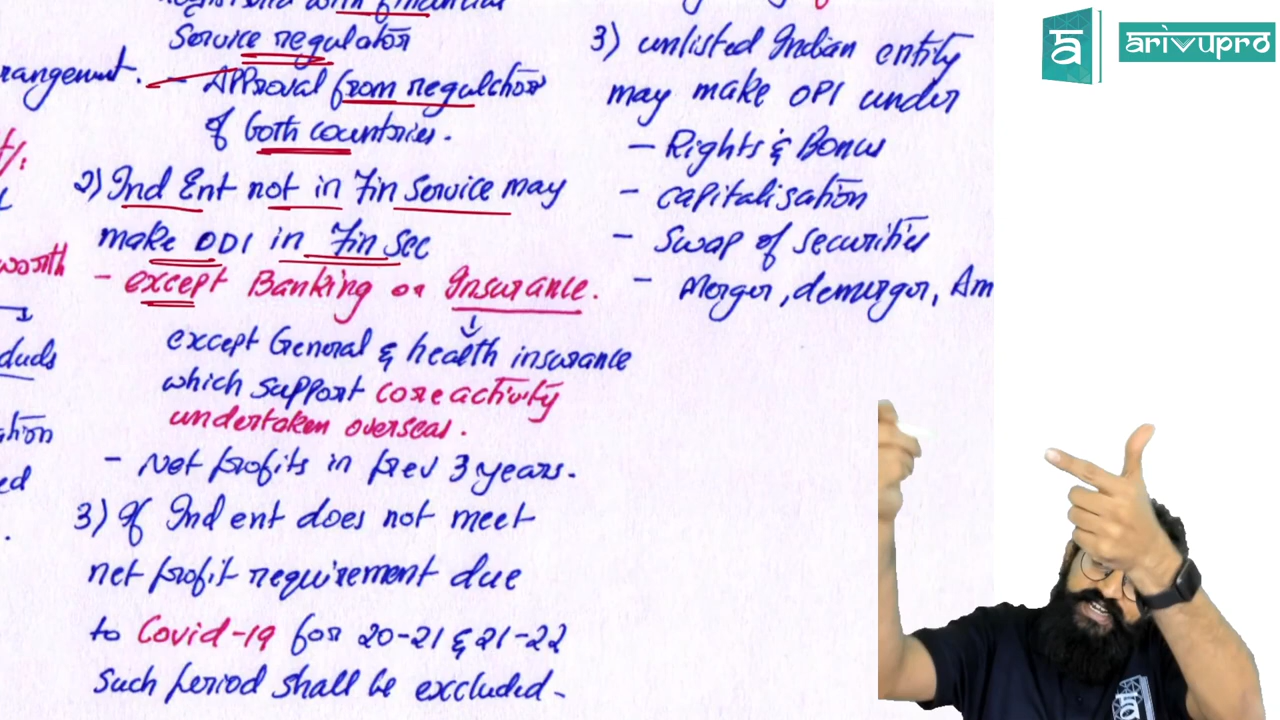 Service regulator
rangement. - Approval from regulator
of both countries.
2) Ind Ent not in Fin Service may
make ODI in Fin Sec
worth
- except Banking or Insurance.
except General & health insurance
which support core activity
undertaken overseas.
- Net profits in prev 3 years.
3) If Ind ent does not meet
net profit requirement due
to Covid-19 for 20-21 & 21-22
Such period shall be excluded-
3) unlisted Indian entity
may make OPI under
- Rights & Bonus
- capitalisation
- Swap of securities
- Merger, demerger, Am
ā arivupro